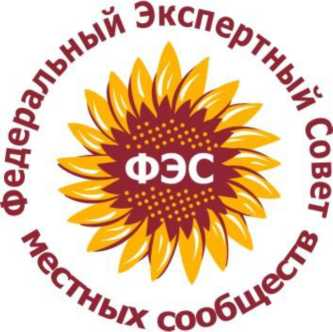 Федеральный Экспертный Совет
ФЭС
местных сообществ